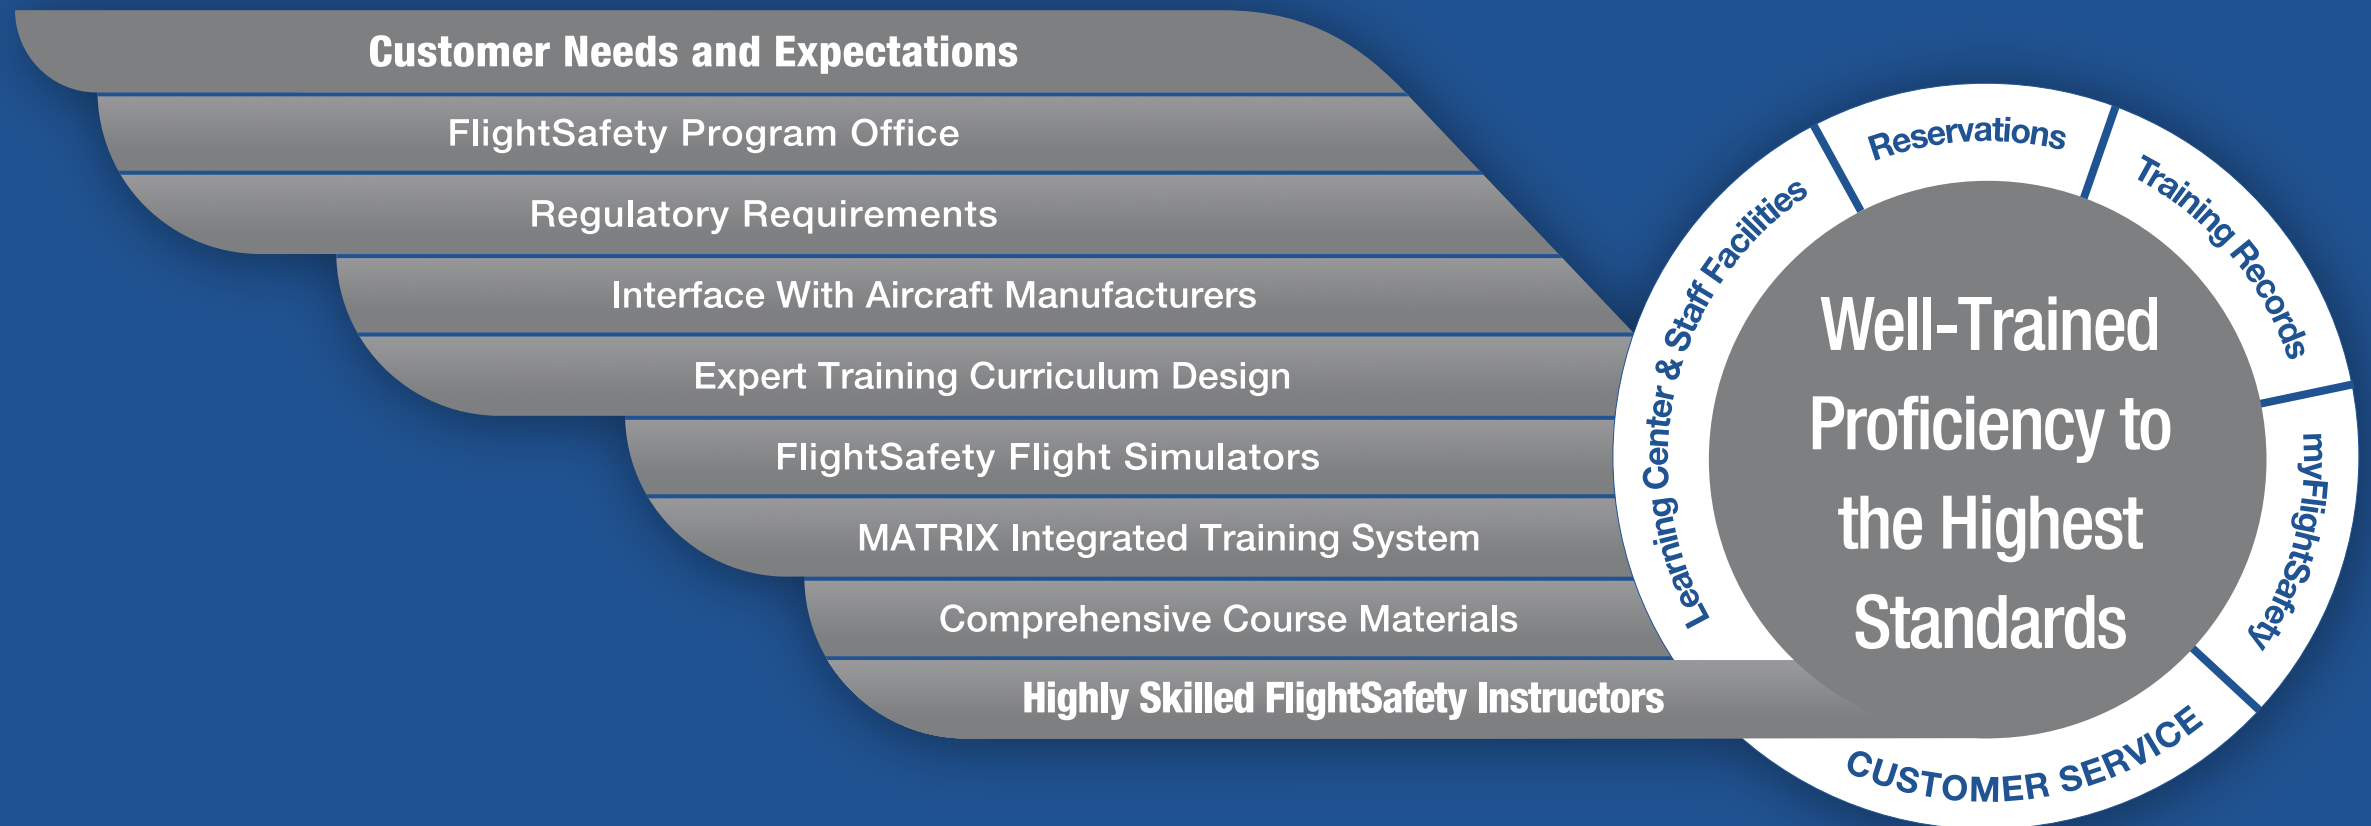 Customer Needs and Expectations
FlightSafety Program Office
Regulatory Requirements
Interface With Aircraft Manufacturers
Expert Training Curriculum Design
FlightSafety Flight Simulators
MATRIX Integrated Training System
Comprehensive Course Materials
Highly Skilled FlightSafety Instructors
Learning Center & Staff Facilities
Reservations
Training Records
myFlightSafety
CUSTOMER SERVICE
Well-Trained
Proficiency to
the Highest
Standards